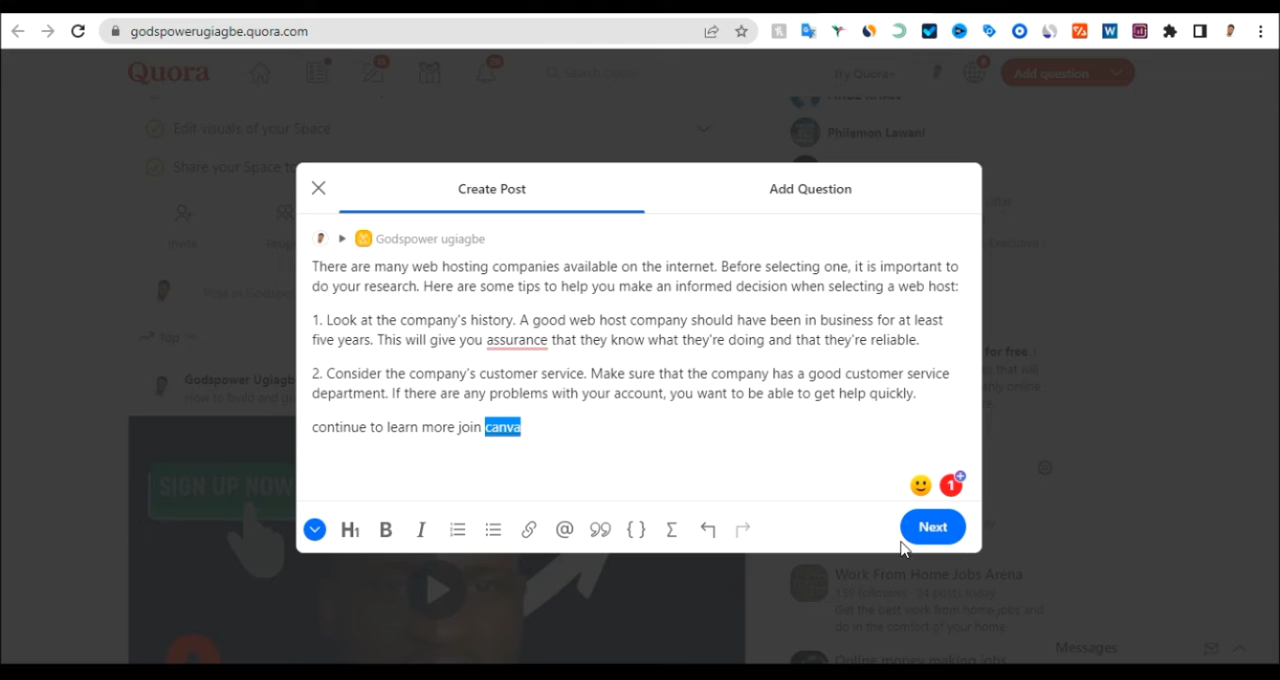 godspowerugiagbe.quora.com
Quora
Search
Try Quora+
Add question
Edit visuals of your Space
Philemon Lawani
Share your Space to
Create Post
Add Question
Godspower ugiagbe
There are many web hosting companies available on the internet. Before selecting one, it is important to
do your research. Here are some tips to help you make an informed decision when selecting a web host:
1. Look at the company's history. A good web host company should have been in business for at least
five years. This will give you assurance that they know what they're doing and that they're reliable.
2. Consider the company's customer service. Make sure that the company has a good customer service
department. If there are any problems with your account, you want to be able to get help quickly.
continue to learn more join canva
Invite
Top
for free
Godspower Ugiagb
How to build and
SIGN UP NOW
1
H1 B I
Next
Work From Home Jobs Arena
Get the best work from home jobs and
do in the comfort of your home
Messages
Online money making jobs